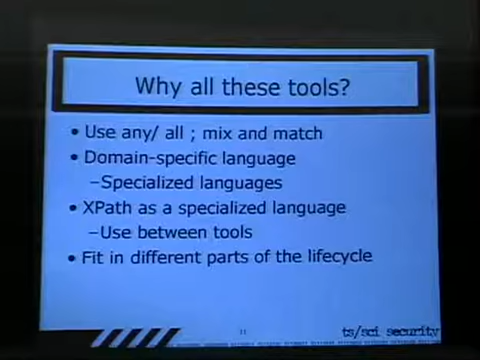 Why all these tools?
• Use any/ all ; mix and match
• Domain-specific language
–Specialized languages
• XPath as a specialized language
–Use between tools
• Fit in different parts of the lifecycle
ts/sci security